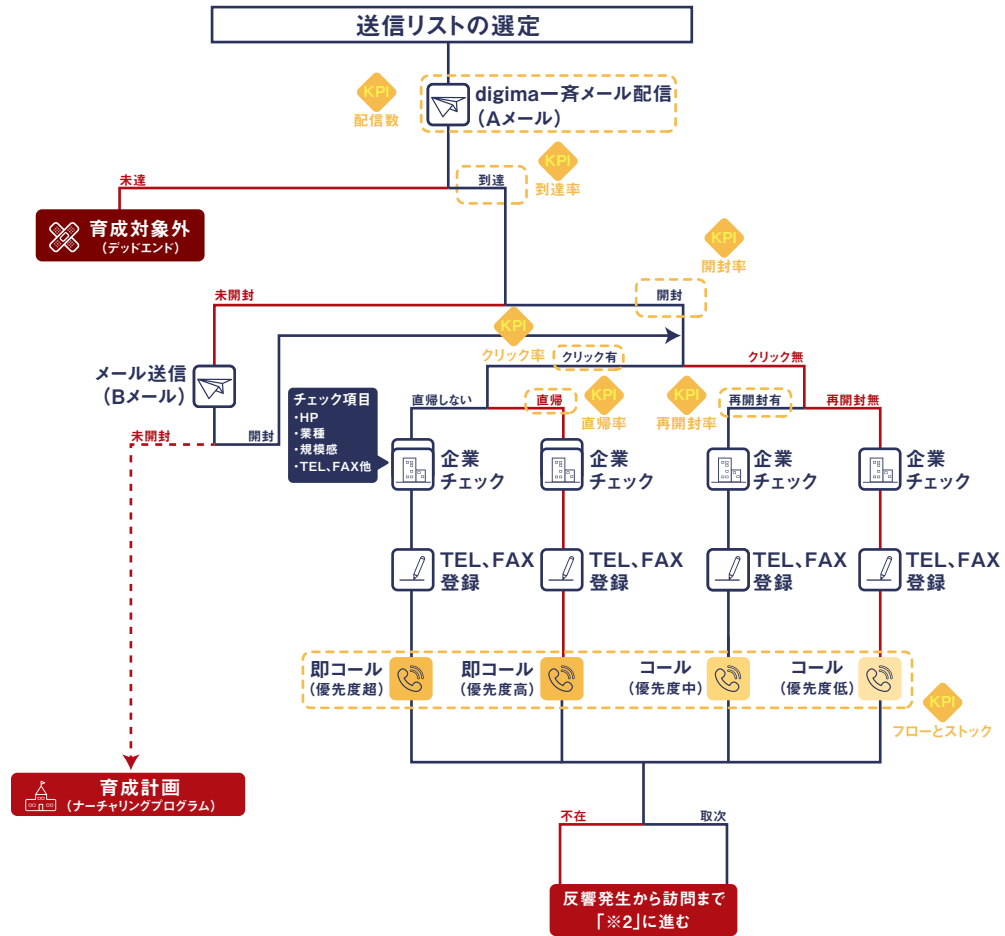 送信リストの選定
KPI
配信数
digima一斉メール配信
（Aメール）
未達
到達
KPI
到達率
育成対象外
（デッドエンド）
KPI
開封率
未開封
開封
KPI
クリック率
クリック有
クリック無
メール送信
（Bメール）
未開封
開封
チェック項目
・HP
・業種
・規模感
・TEL、FAX他
直帰しない
直帰
KPI
直帰率
KPI
再開封率
再開封有
再開封無
企業
チェック
企業
チェック
企業
チェック
企業
チェック
TEL、FAX
登録
TEL、FAX
登録
TEL、FAX
登録
TEL、FAX
登録
即コール
（優先度超）
即コール
（優先度高）
コール
（優先度中）
コール
（優先度低）
KPI
フローとストック
育成計画
（ナーチャリングプログラム）
不在
取次
反響発生から訪問まで
「※2」に進む